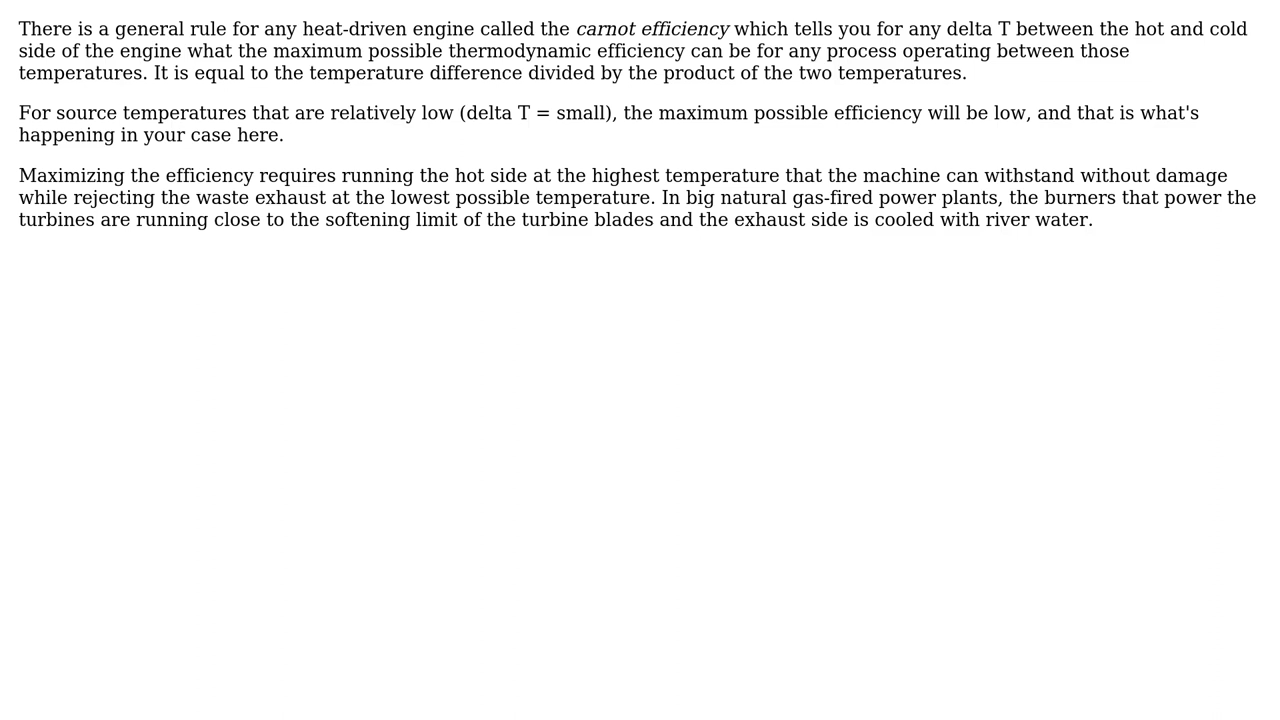 There is a general rule for any heat-driven engine called the carnot efficiency which tells you for any delta T between the hot and cold
side of the engine what the maximum possible thermodynamic efficiency can be for any process operating between those
temperatures. It is equal to the temperature difference divided by the product of the two temperatures.
For source temperatures that are relatively low (delta T = small), the maximum possible efficiency will be low, and that is what's
happening in your case here.
Maximizing the efficiency requires running the hot side at the highest temperature that the machine can withstand without damage
while rejecting the waste exhaust at the lowest possible temperature. In big natural gas-fired power plants, the burners that power the
turbines are running close to the softening limit of the turbine blades and the exhaust side is cooled with river water.